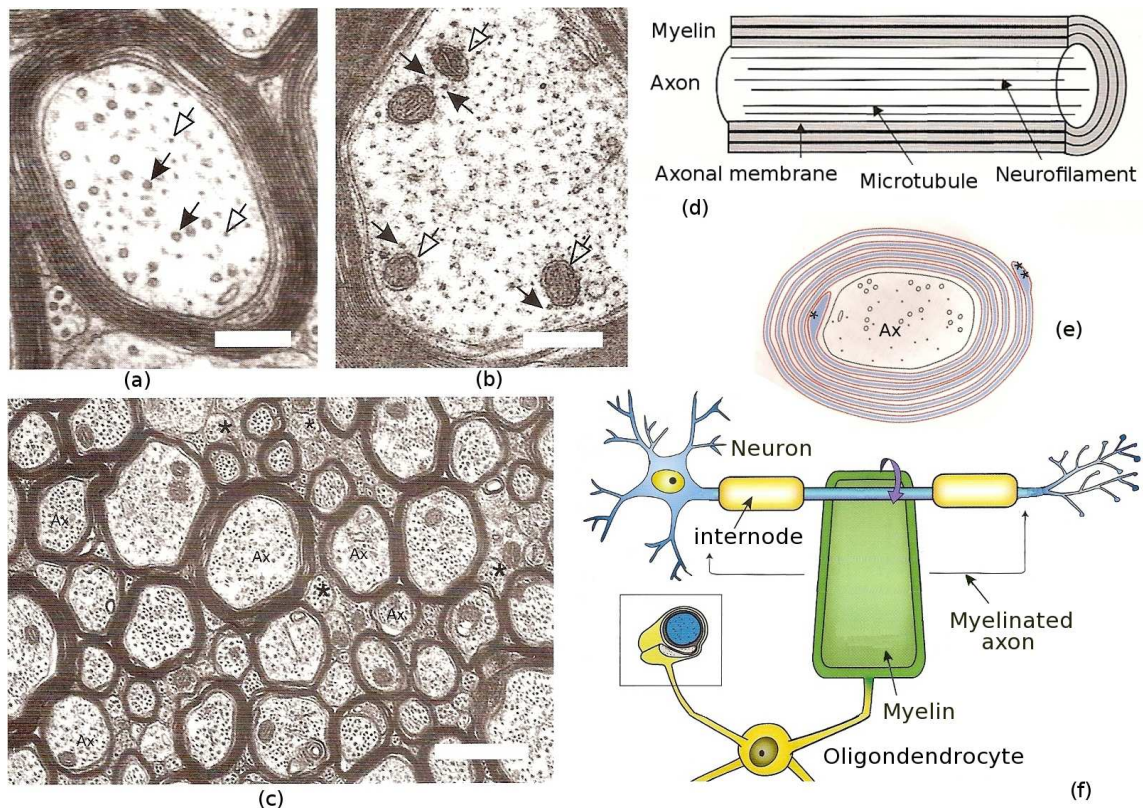 (a)
(b)
Myelin
Axon
Axonal membrane
Microtubule
Neurofilament
(d)
*
*
*
Ax
(e)
*
*
Ax
Ax
Ax
*
*
Ax
Ax
(c)
Neuron
internode
Myelinated
axon
Myelin
Oligondendrocyte
(f)